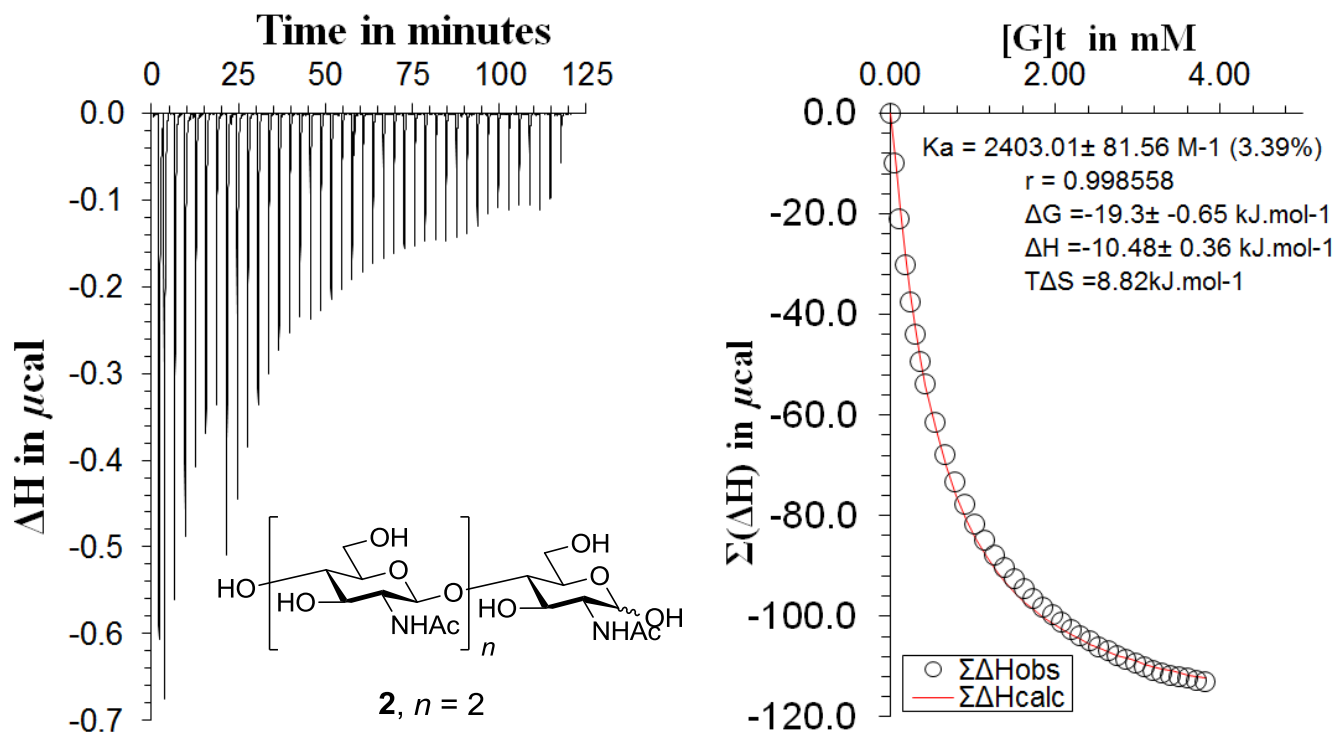 Time in minutes
0 25 50 75 100 125
0.0
-0.1
-0.2
-0.3
-0.4
-0.5
-0.6
-0.7
ΔH in μcal
OH
O
HO
HO
NHAc
n
O
OH
O
HO
OH
NHAc
2, n = 2
[G]t in mM
0.00 2.00 4.00
0.0
-20.0
-40.0
-60.0
-80.0
-100.0
-120.0
Σ(ΔH) in μcal
Ka = 2403.01± 81.56 M-1 (3.39%)
r = 0.998558
ΔG =-19.3± -0.65 kJ.mol-1
ΔH =-10.48± 0.36 kJ.mol-1
TΔS =8.82kJ.mol-1
ΣΔHobs
ΣΔHcalc